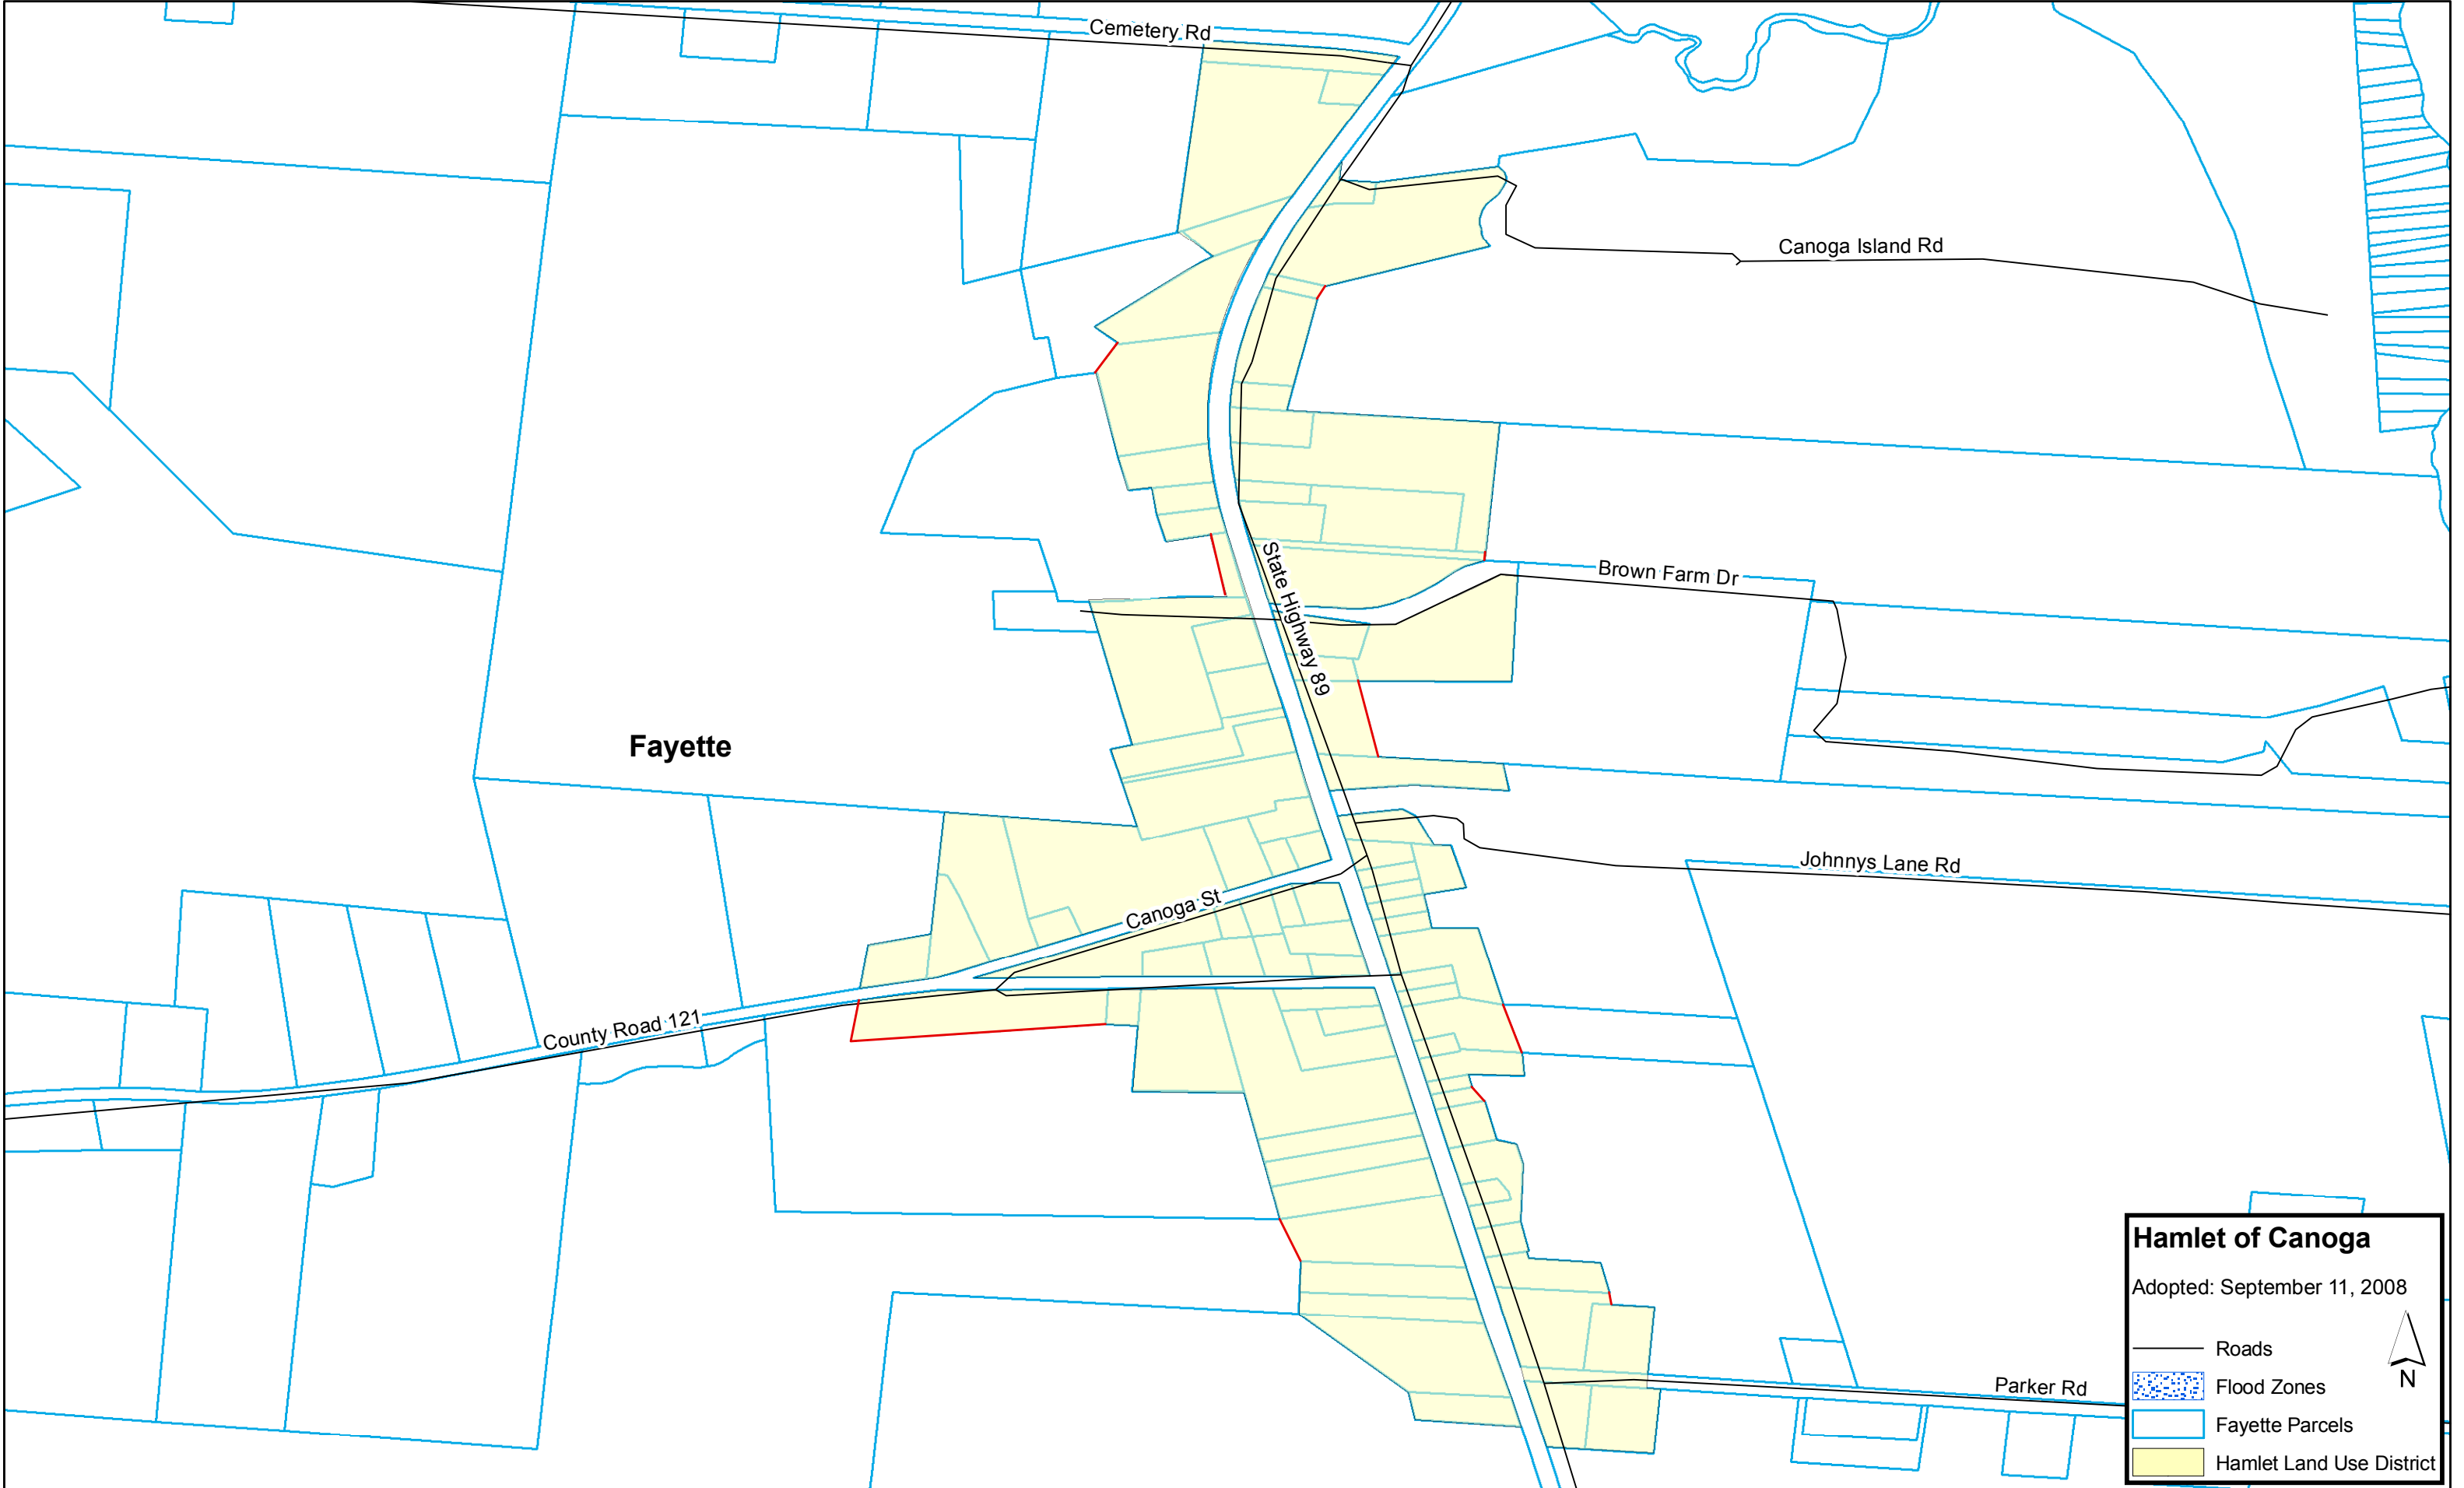 Cemetery Rd
Canoga Island Rd
State Highway 89
Brown Farm Dr
Fayette
Johnnys Lane Rd
Canoga St
County Road 121
Parker Rd
Hamlet of Canoga
Adopted: September 11, 2008
Roads
Flood Zones
Fayette Parcels
Hamlet Land Use District
N